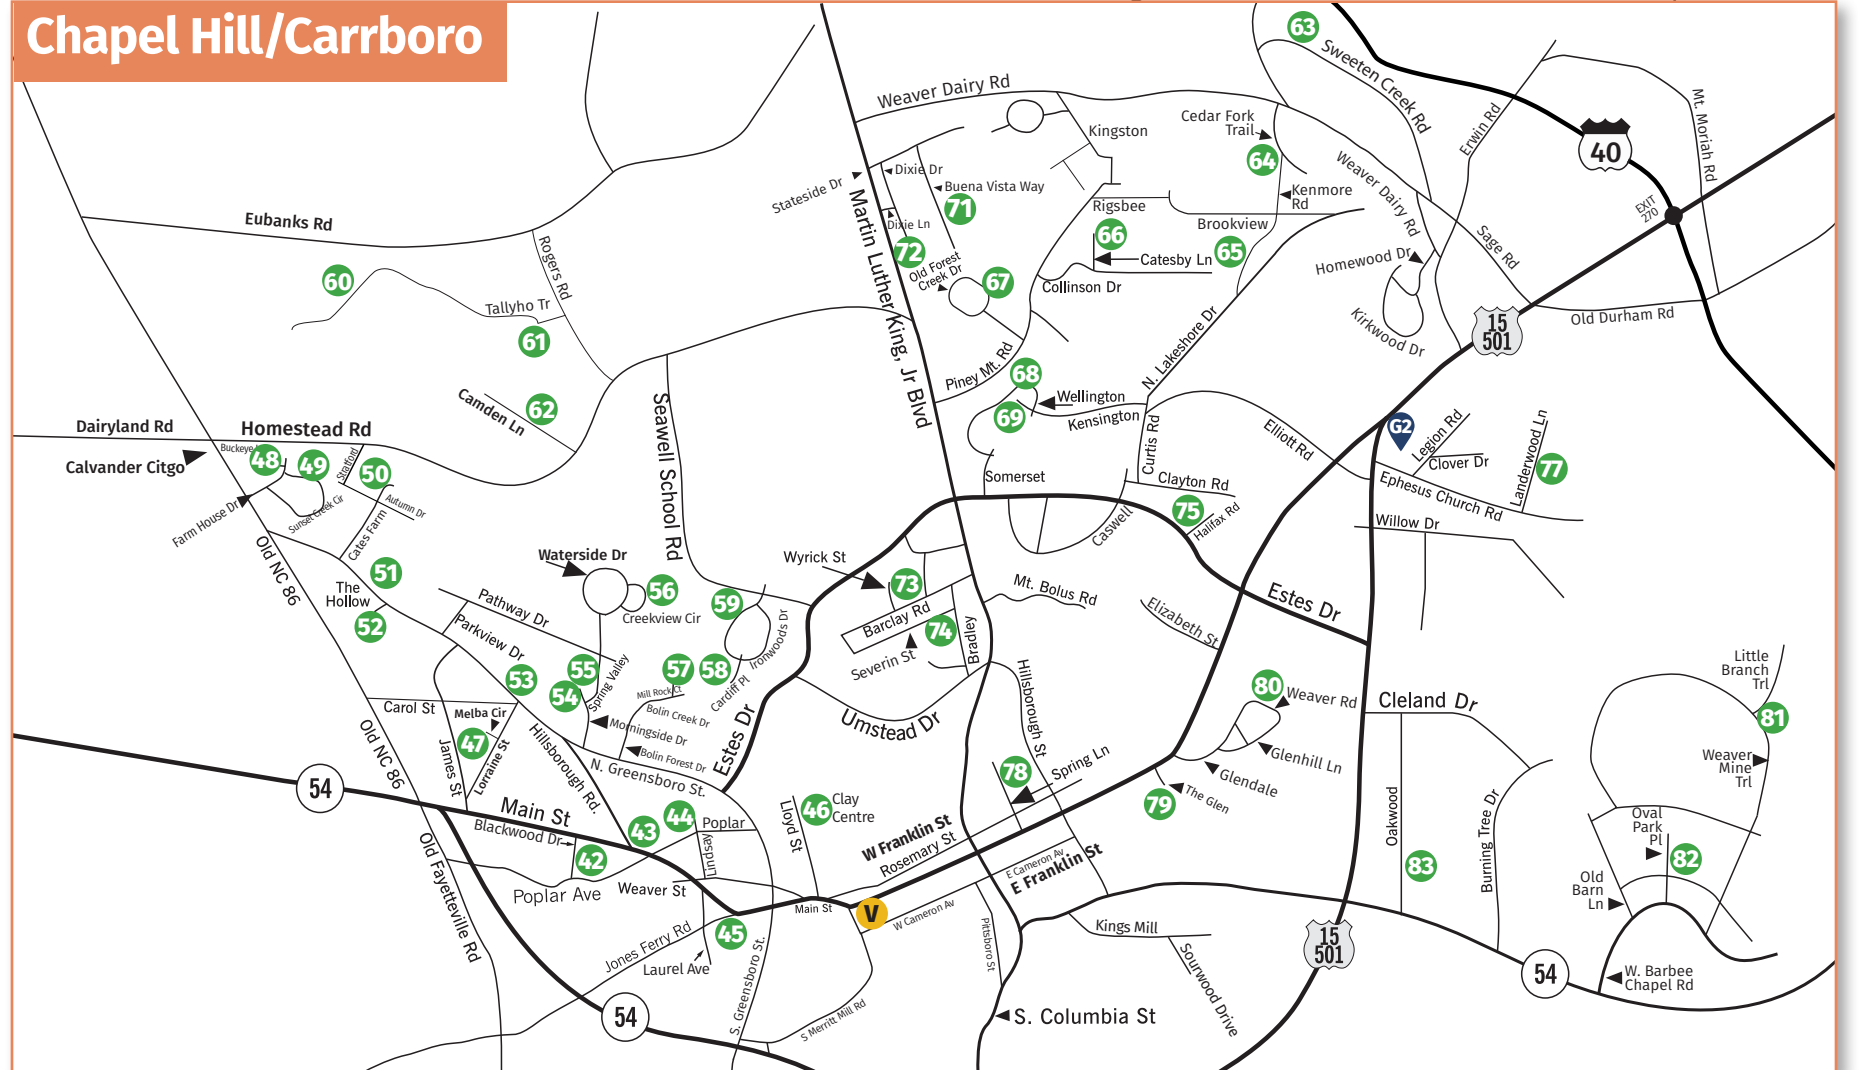 Chapel Hill/Carrboro
63
Sweeten Creek Rd
Weaver Dairy Rd
Kingston
Cedar Fork
Trail
64
Erwin Rd
40
Mt. Moriah Rd
Stateside Dr
Dixie Dr
Buena Vista Way
71
Dixie Ln
72
Kenmore
Rd
Rigsbee
Brookview
66
65
Catesby Ln
Weaver Dairy Rd
Sage Rd
EXIT
270
Eubanks Rd
Rogers Rd
60
Tallyho Tr
61
Martin Luther King, Jr Blvd
Old Forest
Creek Dr
67
Collinson Dr
Homewood Dr
Kirkwood Dr
15
501
Old Durham Rd
N. Lakeshore Dr
Piney Mt. Rd
68
Wellington
69
Kensington
Camden Ln
62
Seawell School Rd
Dairyland Rd
Homestead Rd
Calvander Citgo
48
49
Stafford
50
Farm House Dr
Sunset Creek Cir
Autumn Dr
Cates Farm
Curtis Rd
Elliott Rd
G2
Legion Rd
Clover Dr
Landerwood Ln
77
Ephesus Church Rd
Somerset
Clayton Rd
75
Halifax Rd
Caswell
Willow Dr
Old NC 86
51
The
Hollow
52
Waterside Dr
56
Creekview Cir
Pathway Dr
Parkview Dr
59
Ironwoods Dr
Wyrick St
73
Barclay Rd
74
Severin St
Bradley
Mt. Bolus Rd
Elizabeth St
Estes Dr
53
55
54
Spring Valley
57
58
Mill Rock Ct
Cardiff Pl
Bolin Creek Dr
Morningside Dr
Bolin Forest Dr
Estes Dr
Umstead Dr
Hillsborough St
80
Weaver Rd
Cleland Dr
Little
Branch
Trl
81
Weaver
Mine
Trl
Carol St
Melba Cir
47
James St
Lorraine St
Old NC 86
Hillsborough Rd.
N. Greensboro St.
78
Spring Ln
Glenhill Ln
Glendale
79
The Glen
54
Main St
Blackwood Dr
42
43
44
Poplar
Lindsay
Lloyd St
46
Clay
Centre
W Franklin St
Rosemary St
E Cameron Av
E Franklin St
Oakwood
83
Burning Tree Dr
Oval
Park
Pl
82
Old
Barn
Ln
Poplar Ave
Weaver St
Main St
V
W Cameron Av
Pittsboro St
Old Fayetteville Rd
45
Jones Ferry Rd
Laurel Ave
S. Greensboro St.
S Merritt Mill Rd
Kings Mill
Sourwood Drive
15
501
54
W. Barbee
Chapel Rd
54
S. Columbia St